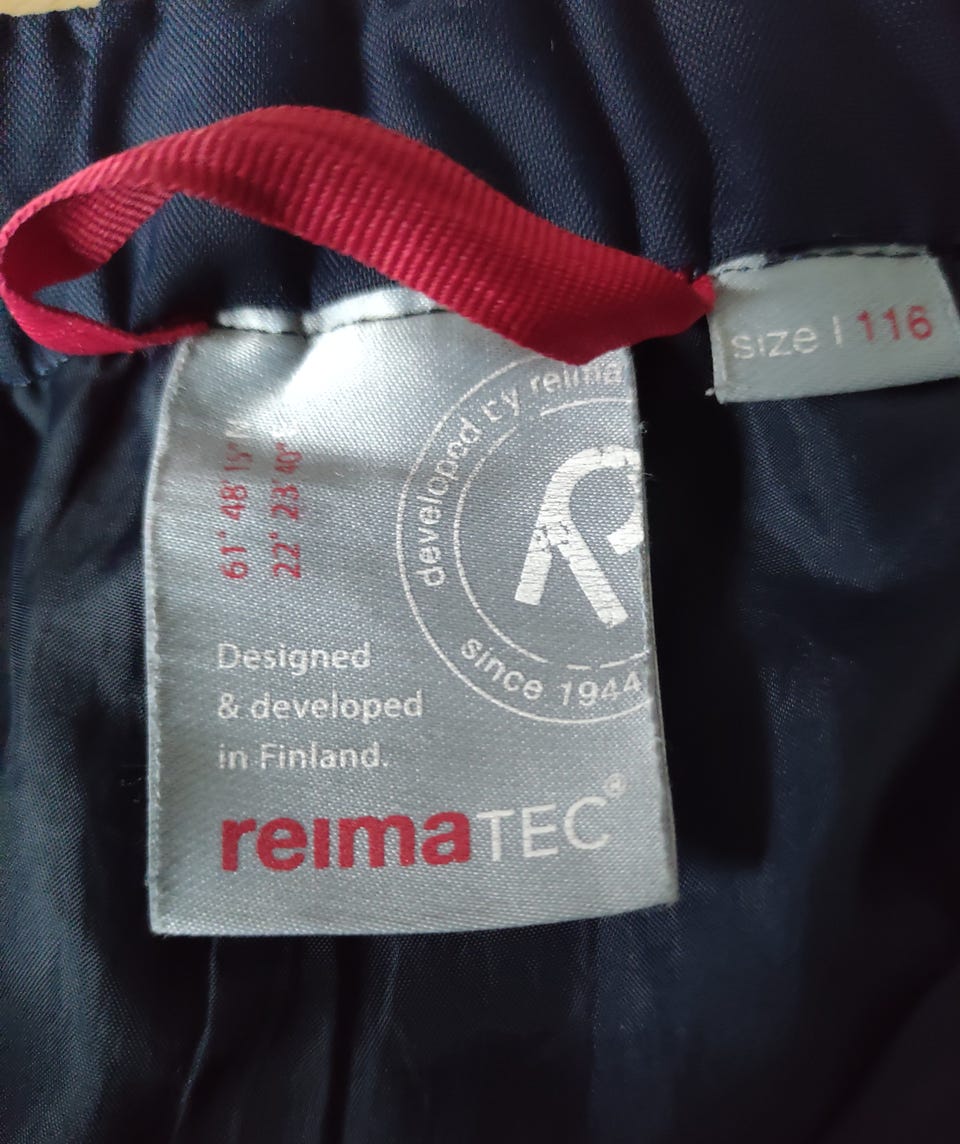 size | 116
developed by reima
since 1944
61° 48' 15"
22° 23' 40"
Designed
& developed
in Finland.
reimaTEC®